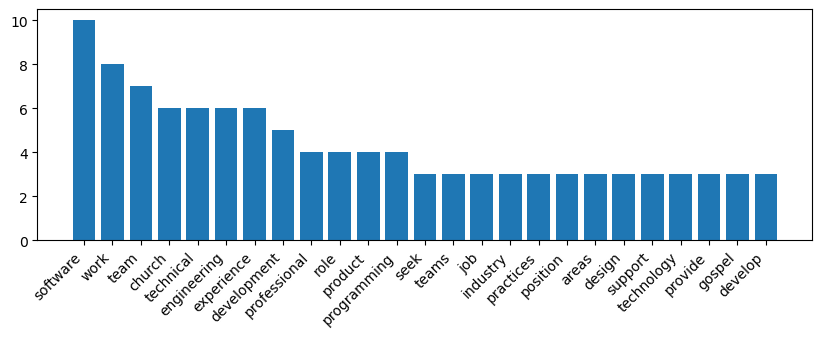 10
8
6
4
2
0
software
work
team
church
technical
engineering
experience
development
professional
role
product
programming
seek
teams
job
industry
practices
position
areas
design
support
technology
provide
gospel
develop